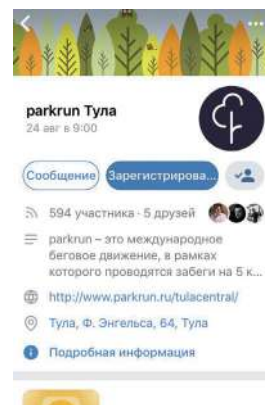 parkrun Тула
24 авг в 9:00
Сообщение
Зарегистрирова...
594 участника · 5 друзей
parkrun – это международное
беговое движение, в рамках
которого проводятся забеги на 5 к...
http://www.parkrun.ru/tulacentral/
Тула, Ф. Энгельса, 64, Тула
Подробная информация